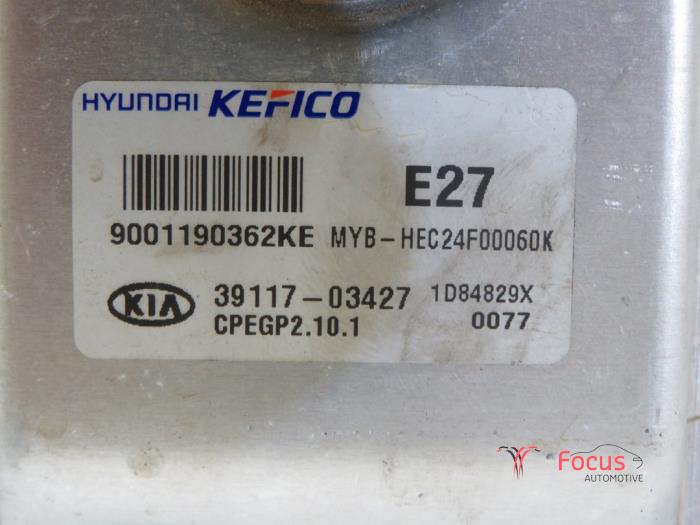 HYUNDAI KEFICO
E27
9001190362KE MYB-HEC24F00060K
KIA 39117-03427 1D84829X
CPEGP2.10.1 0077
Focus
AUTOMOTIVE